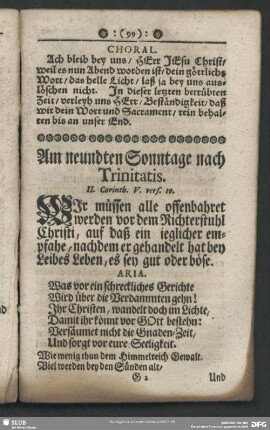 :(99):
CHORAL.
Ach bleib bey uns / HErr JEsu Christ /
weil es nun Abend worden ist / dein göttlichs
Wort / das helle Licht / laß ja bey uns aus-
löschen nicht. In dieser letzten betrübten
Zeit / verleyh uns HErr / Beständigkeit / daß
wir dein Wort und Sacrament / rein behal-
ten bis an unser End.
Am neundten Sonntage nach
Trinitatis.
II. Corinth. V. vers. 10.
WJr müssen alle offenbahret
werden vor dem Richterstuhl
Christi, auf daß ein ieglicher em-
pfahe, nachdem er gehandelt hat bey
Leibes Leben, es sey gut oder böse.
ARIA.
Was vor ein schreckliches Gerichte
Wird über die Verdammten gehn!
Ihr Christen, wandelt doch im Lichte,
Damit ihr könnt vor GOtt bestehn:
Versäumet nicht die Gnaden-Zeit,
Und sorgt vor eure Seeligkeit.
Wie wenig thun dem Himmelreich Gewalt.
Viel werden bey den Sünden alt,
G 2 Und
SLUB
DFG